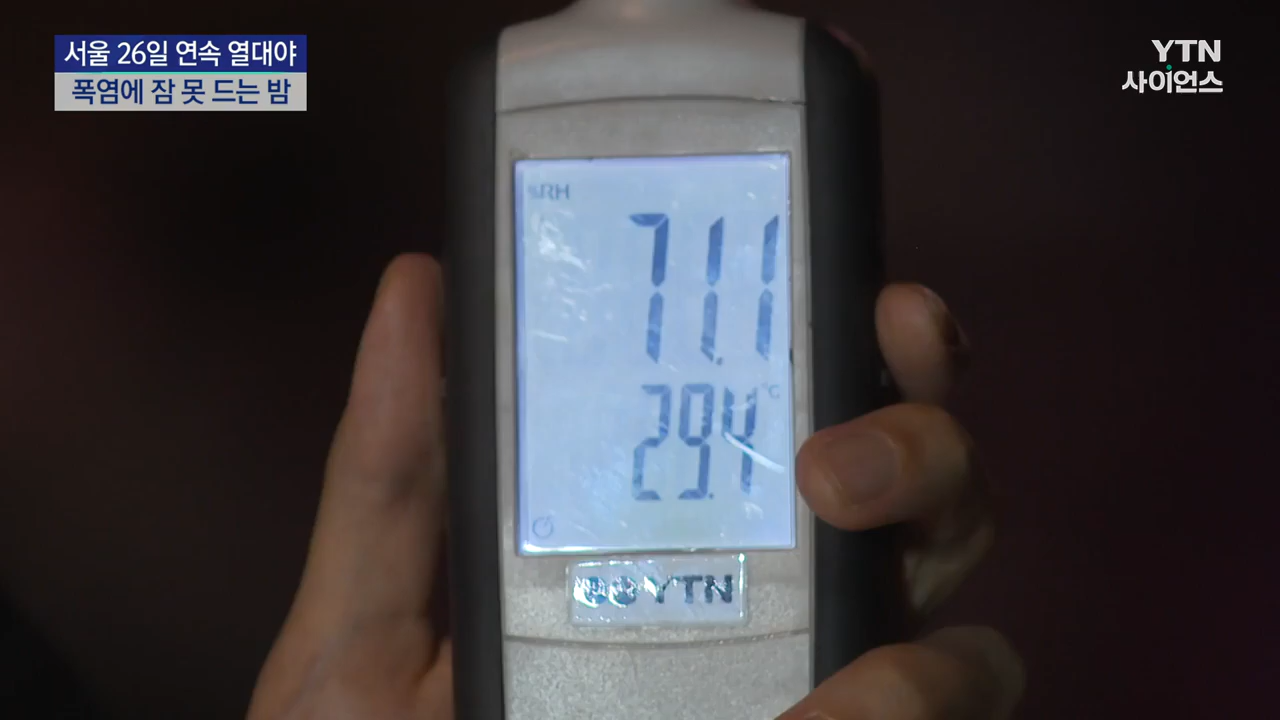 서울 26일 연속 열대야
폭염에 잠 못 드는 밤
YTN
사이언스
%RH
71.1
29.4 °C
YTN